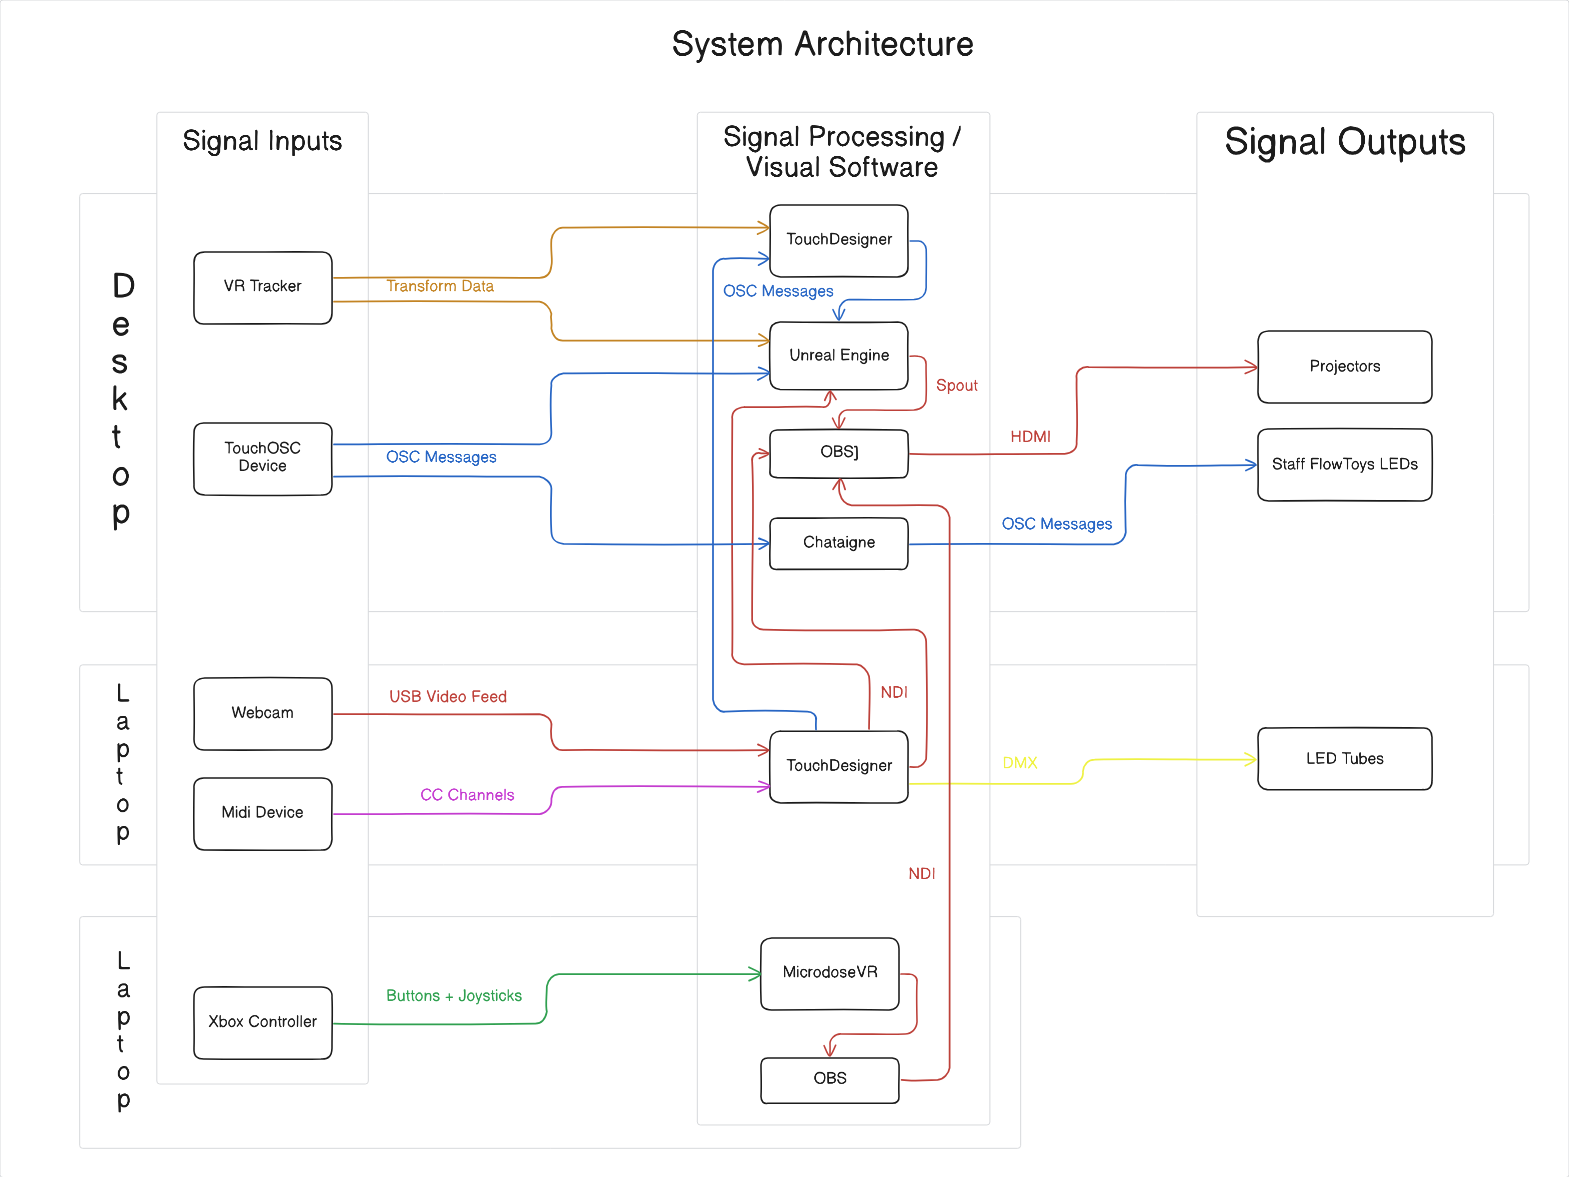 System Architecture
Signal Inputs
Signal Processing /
Visual Software
Signal Outputs
Desktop
VR Tracker
Transform Data
TouchDesigner
OSC Messages
Unreal Engine
Spout
Projectors
TouchOSC
Device
OSC Messages
OBS]
HDMI
Staff FlowToys LEDs
Chataigne
OSC Messages
Laptop
Webcam
USB Video Feed
NDI
TouchDesigner
DMX
LED Tubes
Midi Device
CC Channels
NDI
Laptop
Xbox Controller
Buttons + Joysticks
MicrodoseVR
OBS